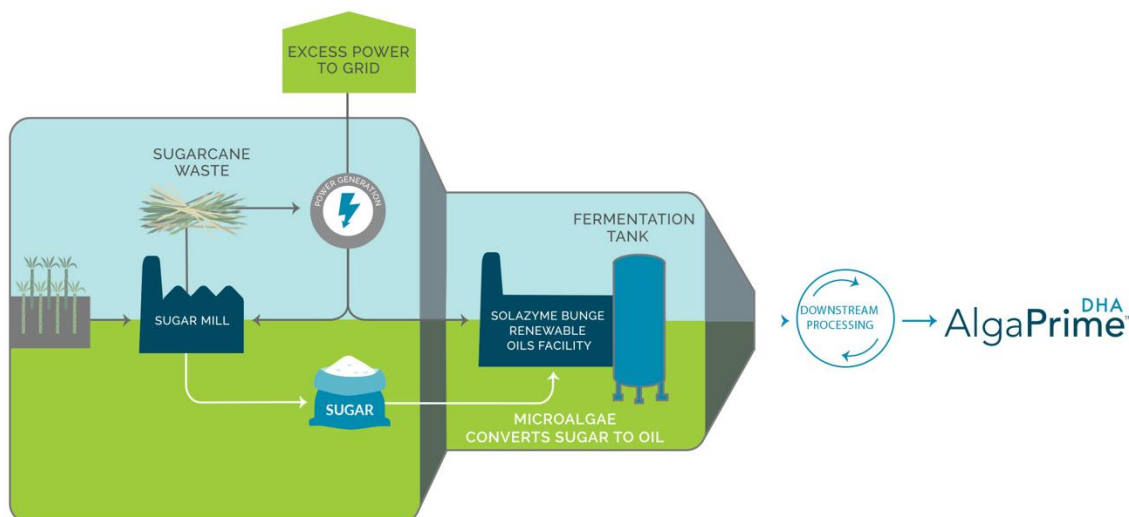 EXCESS POWER
TO GRID
SUGARCANE
WASTE
POWER GENERATION
FERMENTATION
TANK
SUGAR MILL
SOLAZYME BUNGE
RENEWABLE
OILS FACILITY
DOWNSTREAM
PROCESSING
DHA
AlgaPrime™
SUGAR
MICROALGAE
CONVERTS SUGAR TO OIL